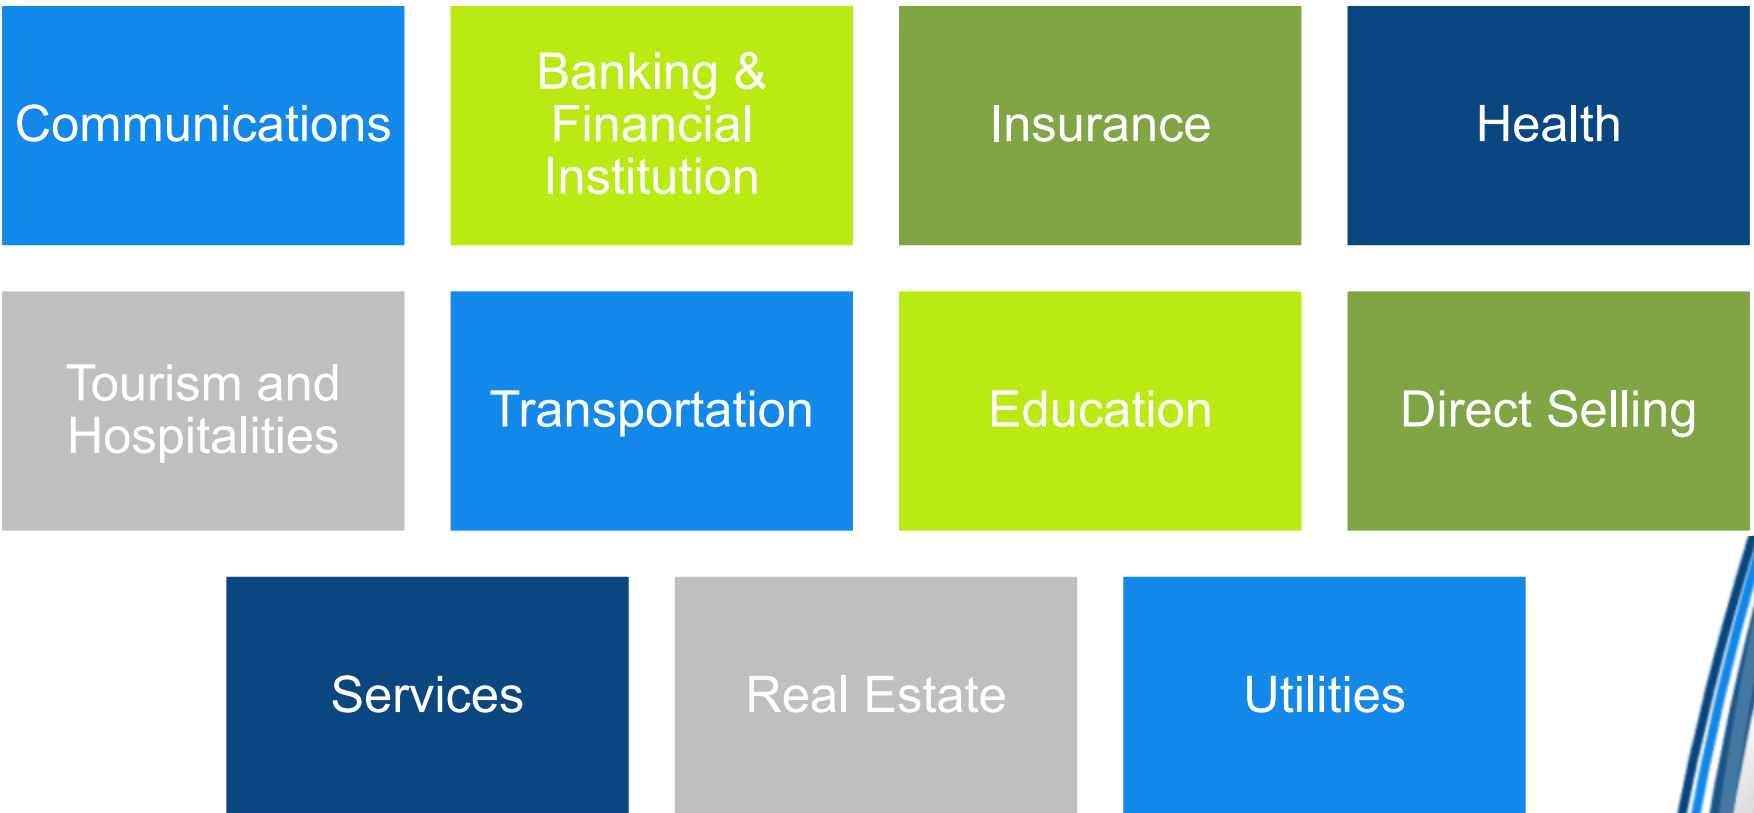 Communications
Banking &
Financial
Institution
Insurance
Health
Tourism and
Hospitalities
Transportation
Education
Direct Selling
Services
Real Estate
Utilities